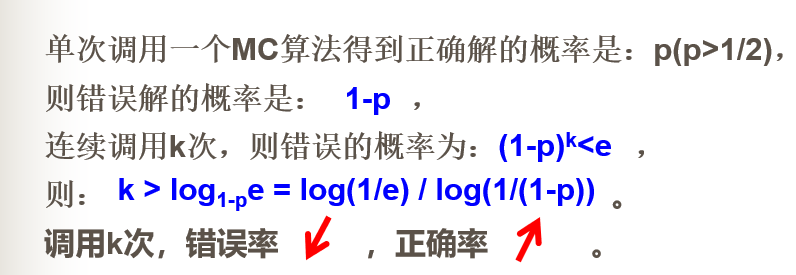 单次调用一个MC算法得到正确解的概率是：p(p>1/2)，
则错误解的概率是： 1-p ，
连续调用k次，则错误的概率为：(1-p)ᵏ<e ，
则： k > log₁₋ₚe = log(1/e) / log(1/(1-p)) 。
调用k次，错误率 ，正确率 。